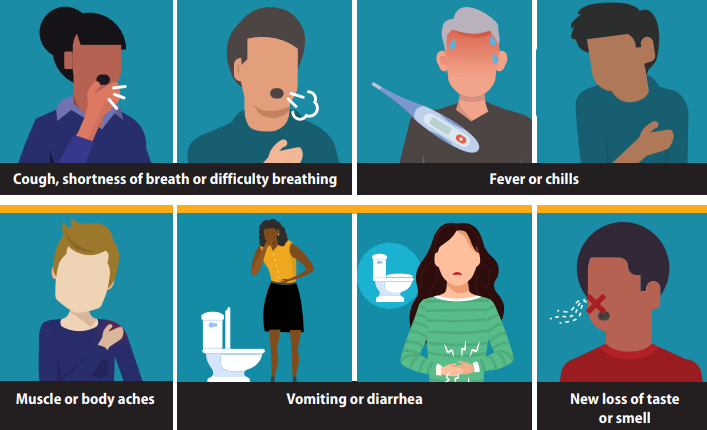 Cough, shortness of breath or difficulty breathing
Fever or chills
Muscle or body aches
Vomiting or diarrhea
New loss of taste
or smell